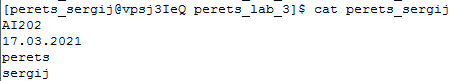 [perets_sergij@vpsj3IeQ perets_lab_3]$ cat perets_sergij
AI202
17.03.2021
perets
sergij